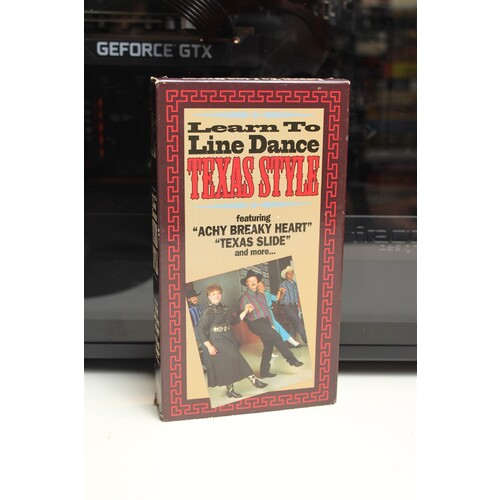 GEFORCE GTX
Learn To
Line Dance
TEXAS STYLE
featuring
"ACHY BREAKY HEART"
"TEXAS SLIDE"
and more...